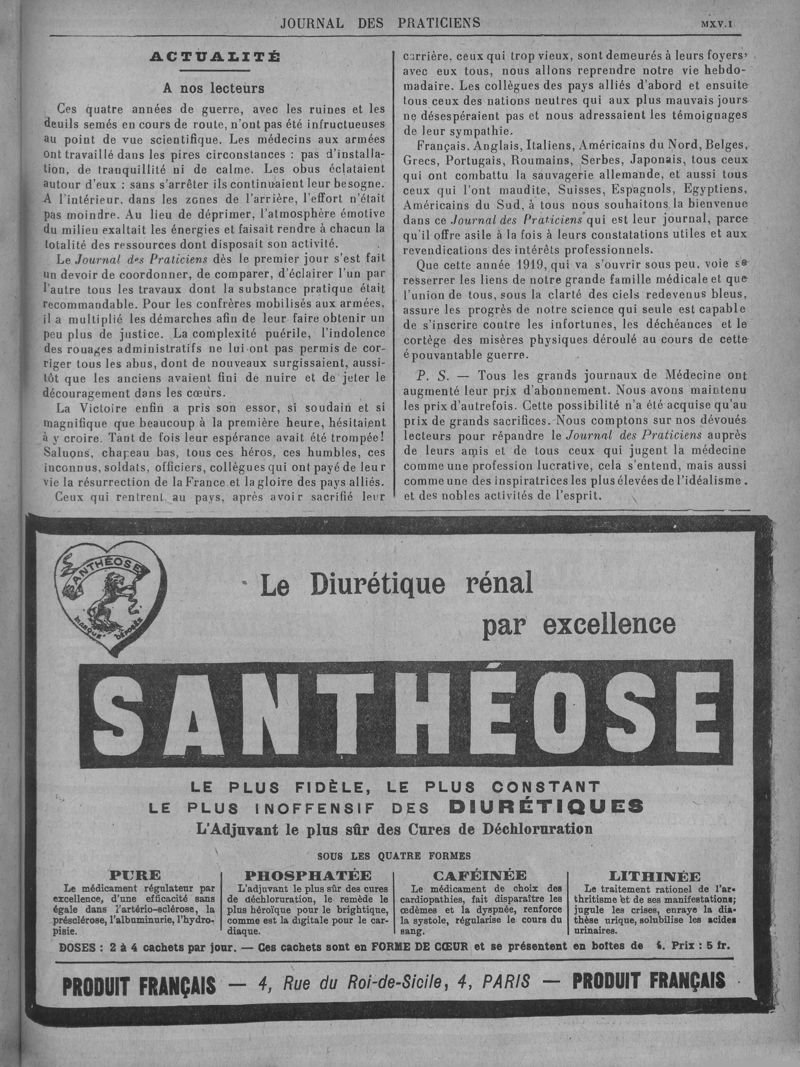 JOURNAL DES PRATICIENS
MXV.I
ACTUALITÉ
A nos lecteurs
Ces quatre années de guerre, avec les ruines et les
deuils semés en cours de route, n'ont pas été infructueuses
au point de vue scientifique. Les médecins aux armées
ont travaillé dans les pires circonstances : pas d'installa-
tion, de tranquillité ni de calme. Les obus éclataient
autour d'eux : sans s'arrêter ils continuaient leur besogne.
A l'intérieur, dans les zones de l'arrière, l'effort n'était
pas moindre. Au lieu de déprimer, l'atmosphère émotive
du milieu exaltait les énergies et faisait rendre à chacun la
totalité des ressources dont disposait son activité.
Le Journal des Praticiens dès le premier jour s'est fait
un devoir de coordonner, de comparer, d'éclairer l'un par
l'autre tous les travaux dont la substance pratique était
recommandable. Pour les confrères mobilisés aux armées,
il a multiplié les démarches afin de leur faire obtenir un
peu plus de justice. La complexité puérile, l'indolence
des rouages administratifs ne lui ont pas permis de cor-
riger tous les abus, dont de nouveaux surgissaient, aussi-
tôt que les anciens avaient fini de nuire et de jeter le
découragement dans les cœurs.
La Victoire enfin a pris son essor, si soudain et si
magnifique que beaucoup à la première heure, hésitaient
à y croire. Tant de fois leur espérance avait été trompée!
Saluons, chapeau bas, tous ces héros, ces humbles, ces
inconnus, soldats, officiers, collègues qui ont payé de leur
vie la résurrection de la France et la gloire des pays alliés.
Ceux qui rentrent au pays, après avoir sacrifié leur
carrière, ceux qui trop vieux, sont demeurés à leurs foyers,
avec eux tous, nous allons reprendre notre vie hebdo-
madaire. Les collègues des pays alliés d'abord et ensuite
tous ceux des nations neutres qui aux plus mauvais jours
ne désespéraient pas et nous adressaient les témoignages
de leur sympathie.
Français, Anglais, Italiens, Américains du Nord, Belges,
Grecs, Portugais, Roumains, Serbes, Japonais, tous ceux
qui ont combattu la sauvagerie allemande, et aussi tous
ceux qui l'ont maudite, Suisses, Espagnols, Egyptiens,
Américains du Sud, à tous nous souhaitons la bienvenue
dans ce Journal des Praticiens qui est leur journal, parce
qu'il offre asile à la fois à leurs constatations utiles et aux
revendications des intérêts professionnels.
Que cette année 1919, qui va s'ouvrir sous peu, voie se
resserrer les liens de notre grande famille médicale et que
l'union de tous, sous la clarté des ciels redevenus bleus,
assure les progrès de notre science qui seule est capable
de s'inscrire contre les infortunes, les déchéances et le
cortège des misères physiques déroulé au cours de cette
épouvantable guerre.
P. S. — Tous les grands journaux de Médecine ont
augmenté leur prix d'abonnement. Nous avons maintenu
les prix d'autrefois. Cette possibilité n'a été acquise qu'au
prix de grands sacrifices. Nous comptons sur nos dévoués
lecteurs pour répandre le Journal des Praticiens auprès
de leurs amis et de tous ceux qui jugent la médecine
comme une profession lucrative, cela s'entend, mais aussi
comme une des inspiratrices les plus élevées de l'idéalisme.
et des nobles activités de l'esprit.
SANTHÉOSE
MARQUE DÉPOSÉE
Le Diurétique rénal
par excellence
SANTHÉOSE
LE PLUS FIDÈLE, LE PLUS CONSTANT
LE PLUS INOFFENSIF DES DIURÉTIQUES
L'Adjuvant le plus sûr des Cures de Déchloruration
SOUS LES QUATRE FORMES
PURE
Le médicament régulateur par
excellence, d'une efficacité sans
égale dans l'artério-sclérose, la
présclérose, l'albuminurie, l'hydro-
pisie.
PHOSPHATÉE
L'adjuvant le plus sûr des cures
de déchloruration, le remède le
plus héroïque pour le brightique,
comme est la digitale pour le car-
diaque.
CAFÉINÉE
Le médicament de choix des
cardiopathies, fait disparaître les
œdèmes et la dyspnée, renforce
la systole, régularise le cours du
sang.
LITHINÉE
Le traitement rationel de l'ar-
thritisme et de ses manifestations;
jugule les crises, enraye la dia-
thèse urique, solubilise les acides
urinaires.
DOSES : 2 à 4 cachets par jour. — Ces cachets sont en FORME DE CŒUR et se présentent en boîtes de Prix : 5 fr.
PRODUIT FRANÇAIS — 4, Rue du Roi-de-Sicile, 4, PARIS — PRODUIT FRANÇAIS